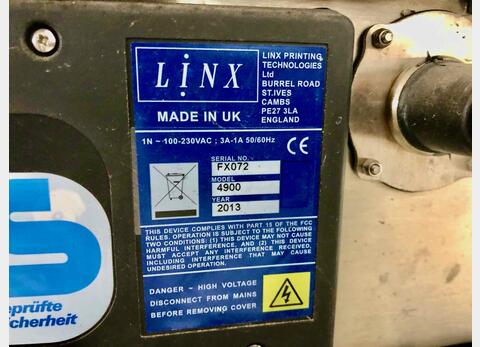 LiNX
MADE IN UK
LINX PRINTING
TECHNOLOGIES
Ltd
BURREL ROAD
ST.IVES
CAMBS
PE27 3LA
ENGLAND
1N ~ 100-230VAC ; 3A-1A 50/60Hz
CE
SERIAL NO.
FX072
MODEL
4900
YEAR
2013
THIS DEVICE COMPLIES WITH PART 15 OF THE FCC
RULES. OPERATION IS SUBJECT TO THE FOLLOWING
TWO CONDITIONS: (1) THIS DEVICE MAY NOT CAUSE
HARMFUL INTERFERENCE, AND (2) THIS DEVICE
MUST ACCEPT ANY INTERFERENCE RECEIVED,
INCLUDING INTERFERENCE THAT MAY CAUSE
UNDESIRED OPERATION.
DANGER ~ HIGH VOLTAGE
DISCONNECT FROM MAINS
BEFORE REMOVING COVER
S
geprüfte
icherheit